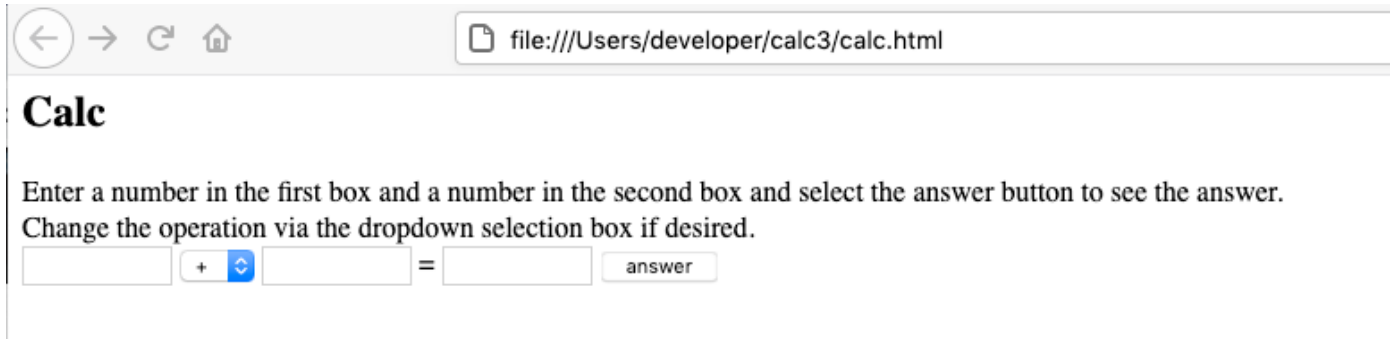 file:///Users/developer/calc3/calc.html
Calc
Enter a number in the first box and a number in the second box and select the answer button to see the answer.
Change the operation via the dropdown selection box if desired.
+ = answer